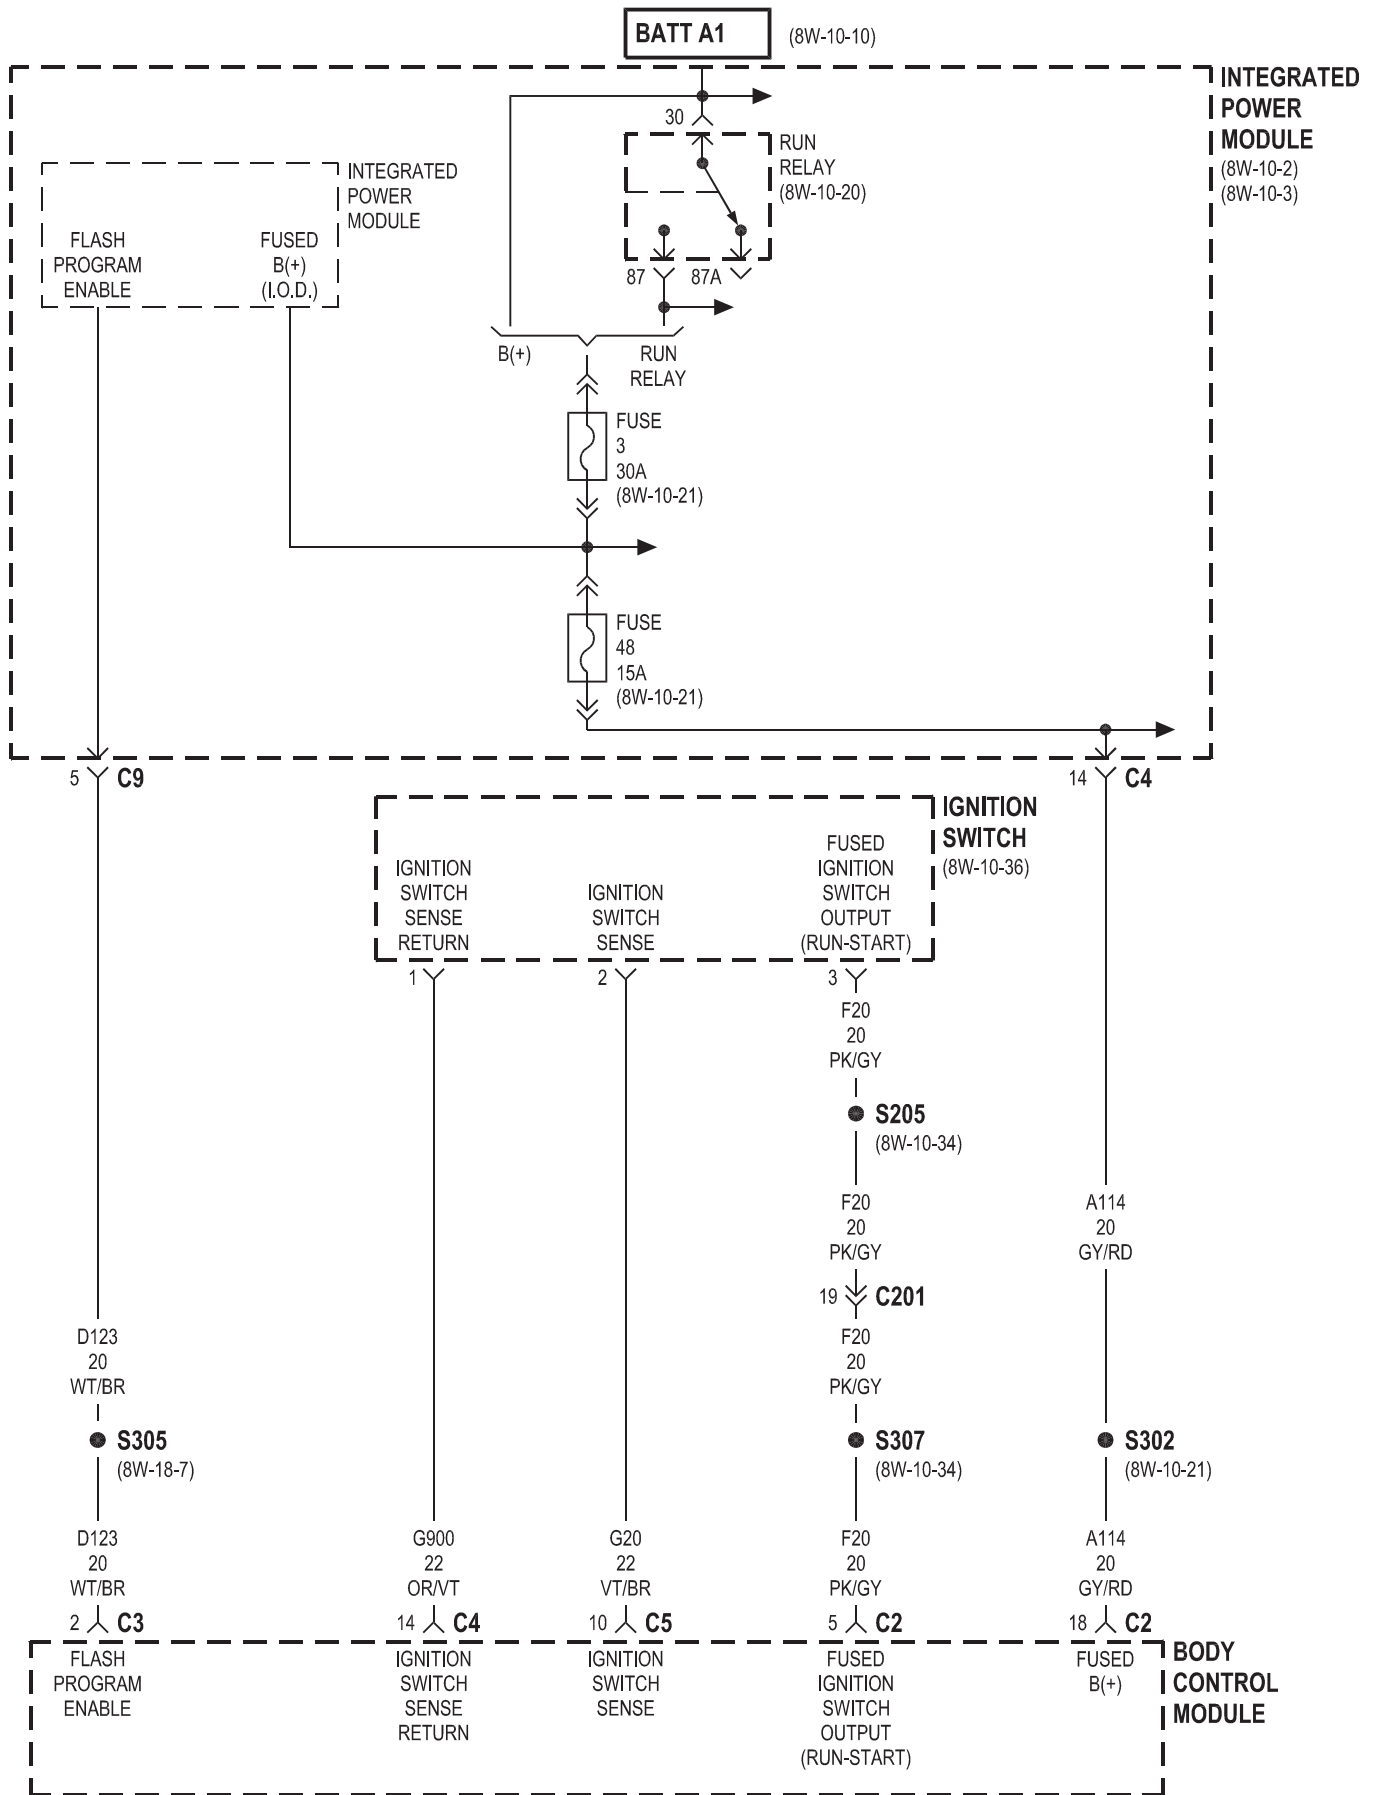 BATT A1
(8W-10-10)
INTEGRATED
POWER
MODULE
(8W-10-2)
(8W-10-3)
30
RUN
RELAY
(8W-10-20)
INTEGRATED
POWER
MODULE
FLASH
PROGRAM
ENABLE
FUSED
B(+)
(I.O.D.)
87
87A
B(+)
RUN
RELAY
FUSE
3
30A
(8W-10-21)
FUSE
48
15A
(8W-10-21)
5
C9
14
C4
IGNITION
SWITCH
(8W-10-36)
IGNITION
SWITCH
SENSE
RETURN
IGNITION
SWITCH
SENSE
FUSED
IGNITION
SWITCH
OUTPUT
(RUN-START)
1
2
3
F20
20
PK/GY
S205
(8W-10-34)
F20
20
PK/GY
A114
20
GY/RD
19
C201
D123
20
WT/BR
F20
20
PK/GY
S305
(8W-18-7)
S307
(8W-10-34)
S302
(8W-10-21)
D123
20
WT/BR
G900
22
OR/VT
G20
22
VT/BR
F20
20
PK/GY
A114
20
GY/RD
2
C3
14
C4
10
C5
5
C2
18
C2
FLASH
PROGRAM
ENABLE
IGNITION
SWITCH
SENSE
RETURN
IGNITION
SWITCH
SENSE
FUSED
IGNITION
SWITCH
OUTPUT
(RUN-START)
FUSED
B(+)
BODY
CONTROL
MODULE